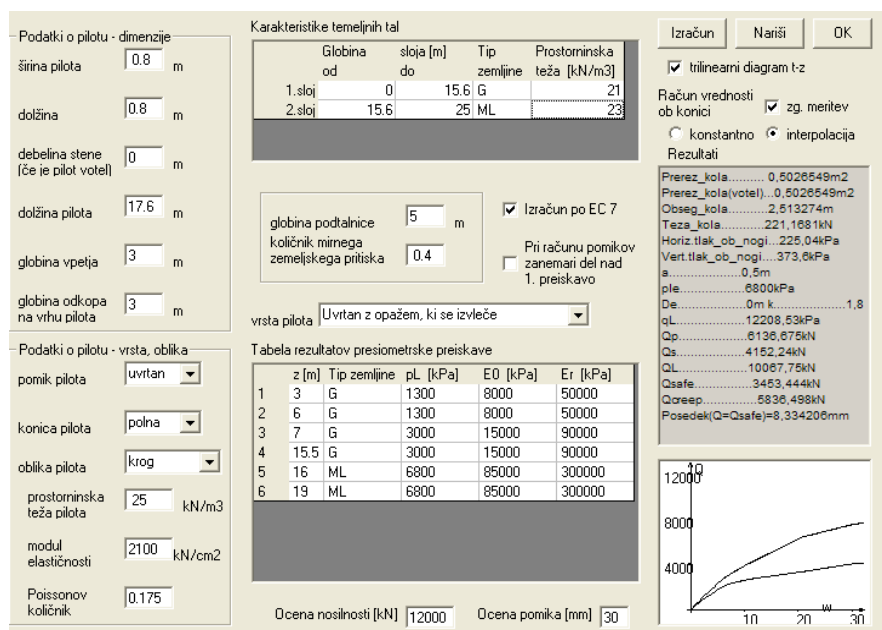 Podatki o pilotu - dimenzije
širina pilota 0.8 m
dolžina 0.8 m
debelina stene
(če je pilot votel) 0 m
dolžina pilota 17.6 m
globina vpetja 3 m
globina odkopa
na vrhu pilota 3 m
Podatki o pilotu - vrsta, oblika
pomik pilota uvrtan
konica pilota polna
oblika pilota krog
prostorninska
teža pilota 25 kN/m3
modul
elastičnosti 2100 kN/cm2
Poissonov
količnik 0.175
Karakteristike temeljnih tal
Globina sloja [m] Tip Prostorninska
od do zemljine teža [kN/m3]
1.sloj 0 15.6 G 21
2.sloj 15.6 25 ML 23
globina podtalnice 5 m
količnik mirnega
zemeljskega pritiska 0.4
Izračun po EC 7
Pri računu pomikov
zanemari del nad
1. preiskavo
vrsta pilota Uvrtan z opažem, ki se izvleče
Tabela rezultatov presiometrske preiskave
z [m] Tip zemljine pL [kPa] E0 [kPa] Er [kPa]
1 3 G 1300 8000 50000
2 6 G 1300 8000 50000
3 7 G 3000 15000 90000
4 15.5 G 3000 15000 90000
5 16 ML 6800 85000 300000
6 19 ML 6800 85000 300000
Ocena nosilnosti [kN] 12000 Ocena pomika [mm] 30
Izračun Nariši OK
trilinearni diagram t-z
Račun vrednosti
ob konici zg. meritev
konstantno interpolacija
Rezultati
Prerez_kola.......... 0,5026549m2
Prerez_kola(votel)...0,5026549m2
Obseg_kola..........2,513274m
Teza_kola..........221,1681kN
Horiz.tlak_ob_nogi...225,04kPa
Vert.tlak_ob_nogi....373,6kPa
a..................0,5m
ple................6800kPa
De.................0m k.................1,8
qL................12208,53kPa
Qp................6136,675kN
Qs................4152,24kN
QL................10067,75kN
Qsafe..............3453,444kN
Qcreep.............5836,498kN
Posedek(Q=Qsafe)=8,334206mm
12000 Q
8000
4000
W
10 20 30